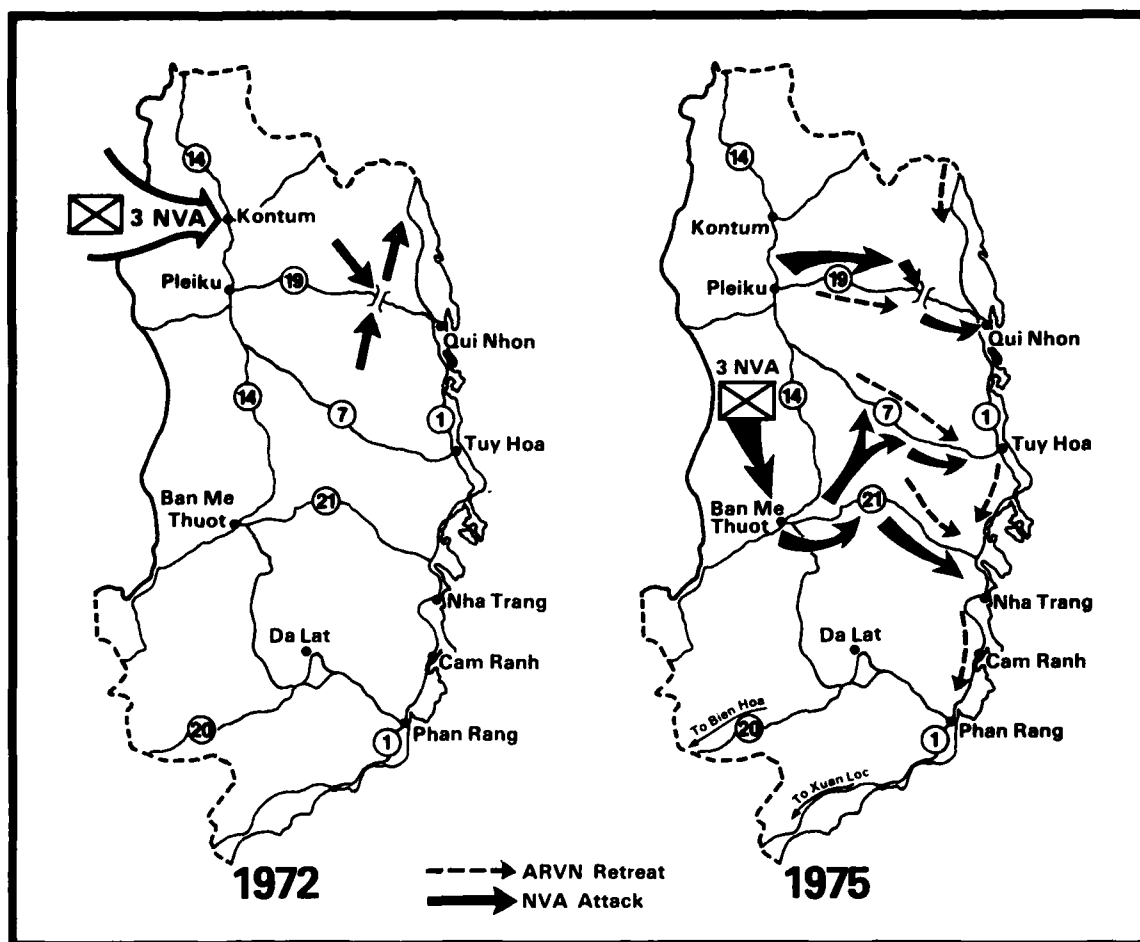 14
3 NVA
Kontum
Pleiku
19
Qui Nhon
14
7
1
Tuy Hoa
Ban Me
Thuot
21
Nha Trang
Da Lat
Cam Ranh
20
Phan Rang
1
1972
14
Kontum
Pleiku
19
Qui Nhon
3 NVA
14
7
1
Tuy Hoa
Ban Me
Thuot
21
Nha Trang
Da Lat
Cam Ranh
To Bien Hoa
20
Phan Rang
1
To Xuan Loc
1975
ARVN Retreat
NVA Attack